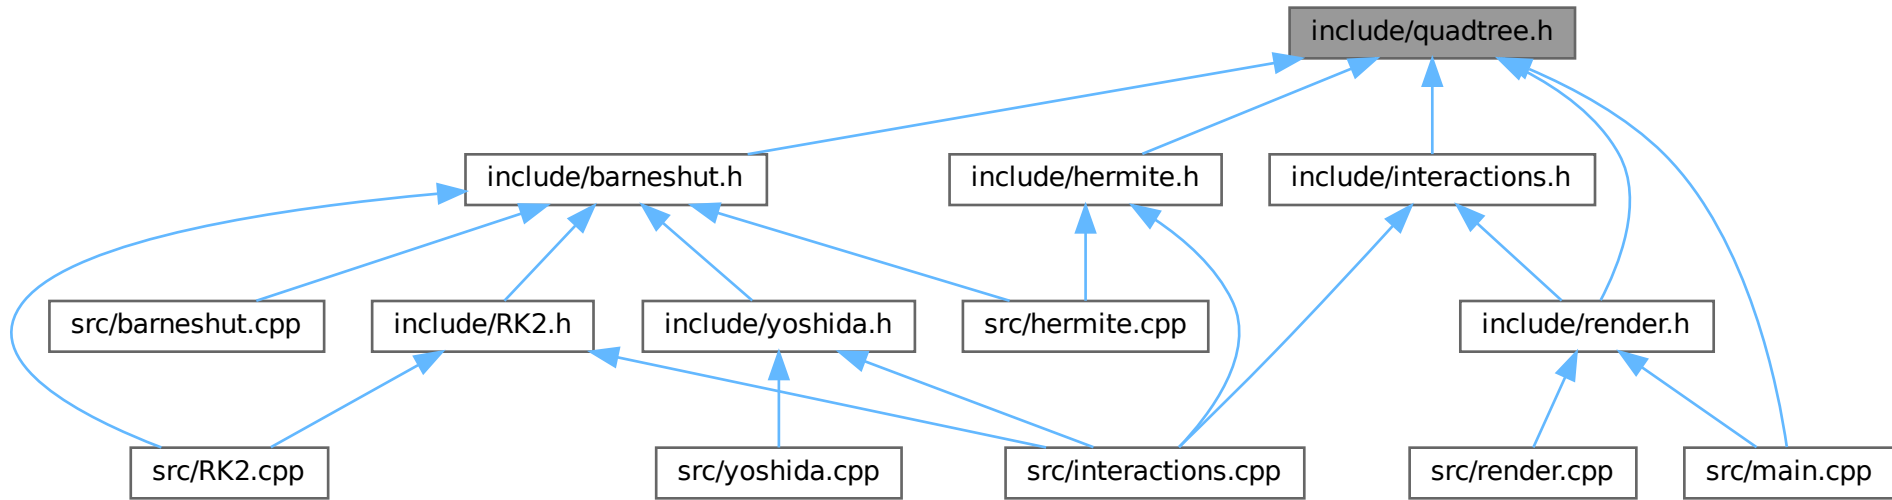 include/quadtree.h
include/barneshut.h
include/hermite.h
include/interactions.h
src/barneshut.cpp
include/RK2.h
include/yoshida.h
src/hermite.cpp
include/render.h
src/RK2.cpp
src/yoshida.cpp
src/interactions.cpp
src/render.cpp
src/main.cpp